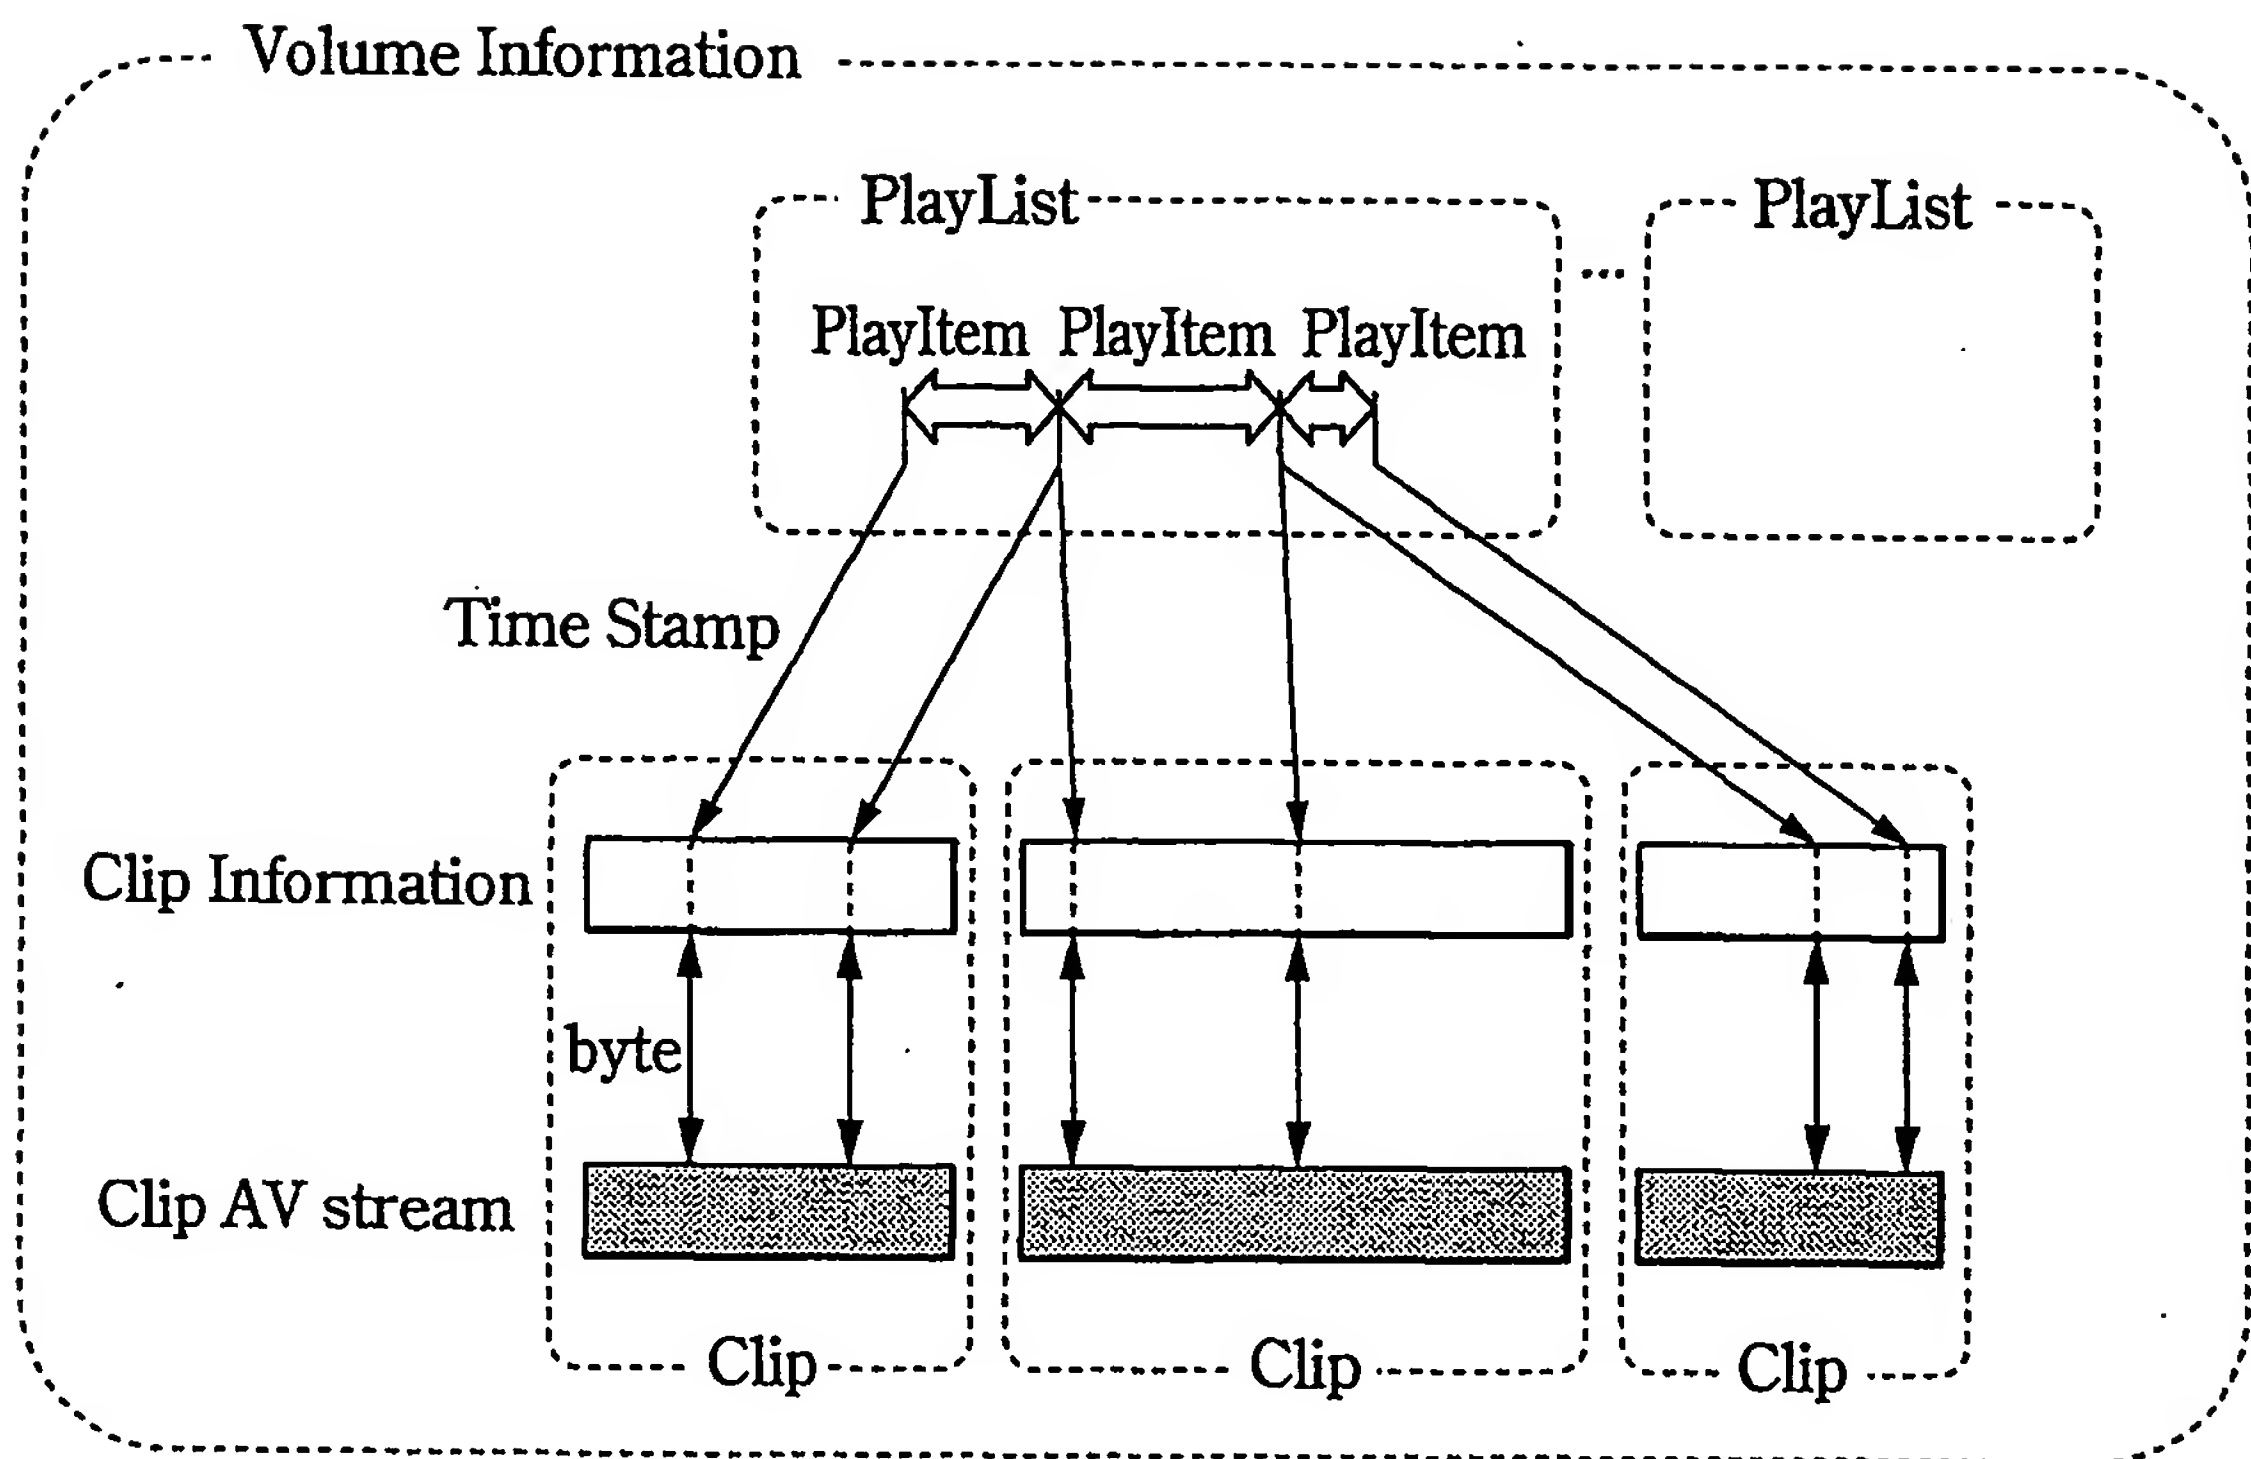 Volume Information
PlayList
PlayList
...
PlayItem PlayItem PlayItem
Time Stamp
Clip Information
byte
Clip AV stream
Clip
Clip
Clip